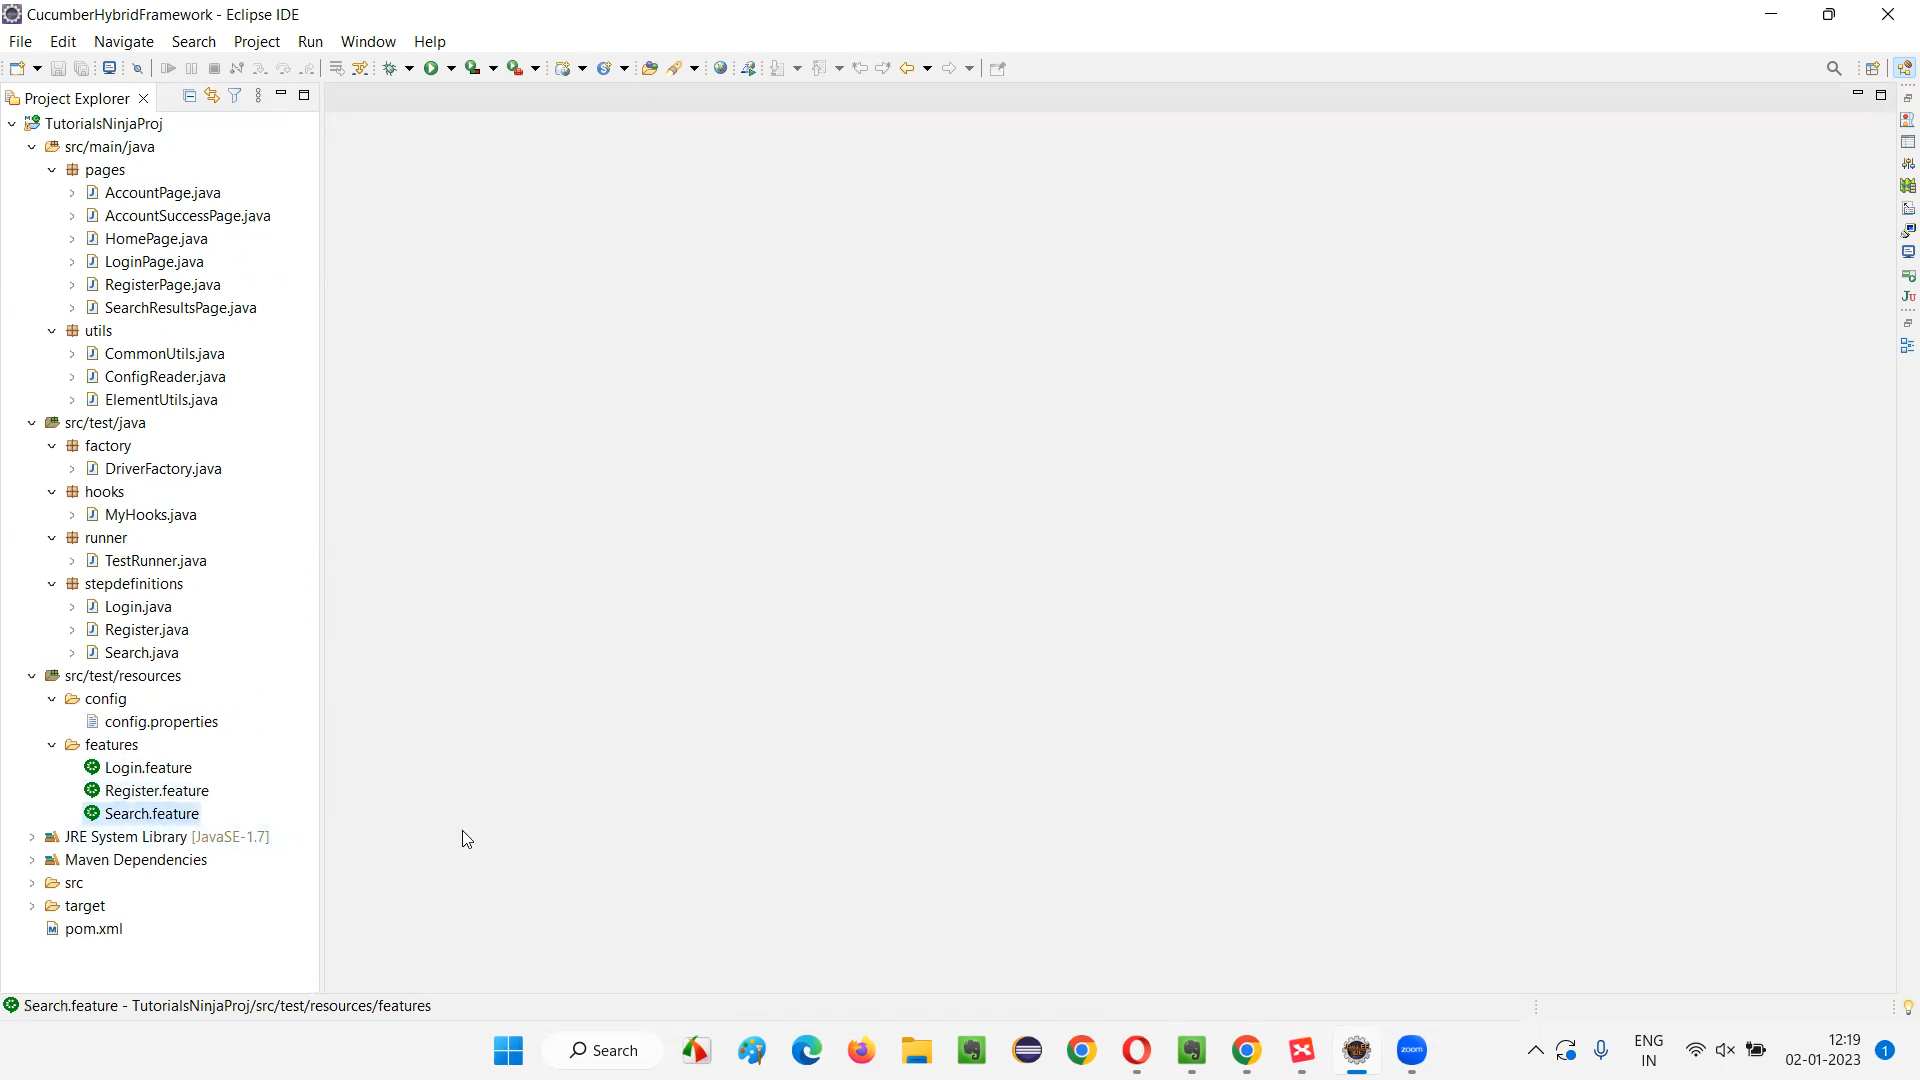 CucumberHybridFramework - Eclipse IDE
File Edit Navigate Search Project Run Window Help
Project Explorer
TutorialsNinjaProj
src/main/java
pages
AccountPage.java
AccountSuccessPage.java
HomePage.java
LoginPage.java
RegisterPage.java
SearchResultsPage.java
utils
CommonUtils.java
ConfigReader.java
ElementUtils.java
src/test/java
factory
DriverFactory.java
hooks
MyHooks.java
runner
TestRunner.java
stepdefinitions
Login.java
Register.java
Search.java
src/test/resources
config
config.properties
features
Login.feature
Register.feature
Search.feature
JRE System Library [JavaSE-1.7]
Maven Dependencies
src
target
pom.xml
Search.feature - TutorialsNinjaProj/src/test/resources/features
Search
zoom
ENG
IN
12:19
02-01-2023
1